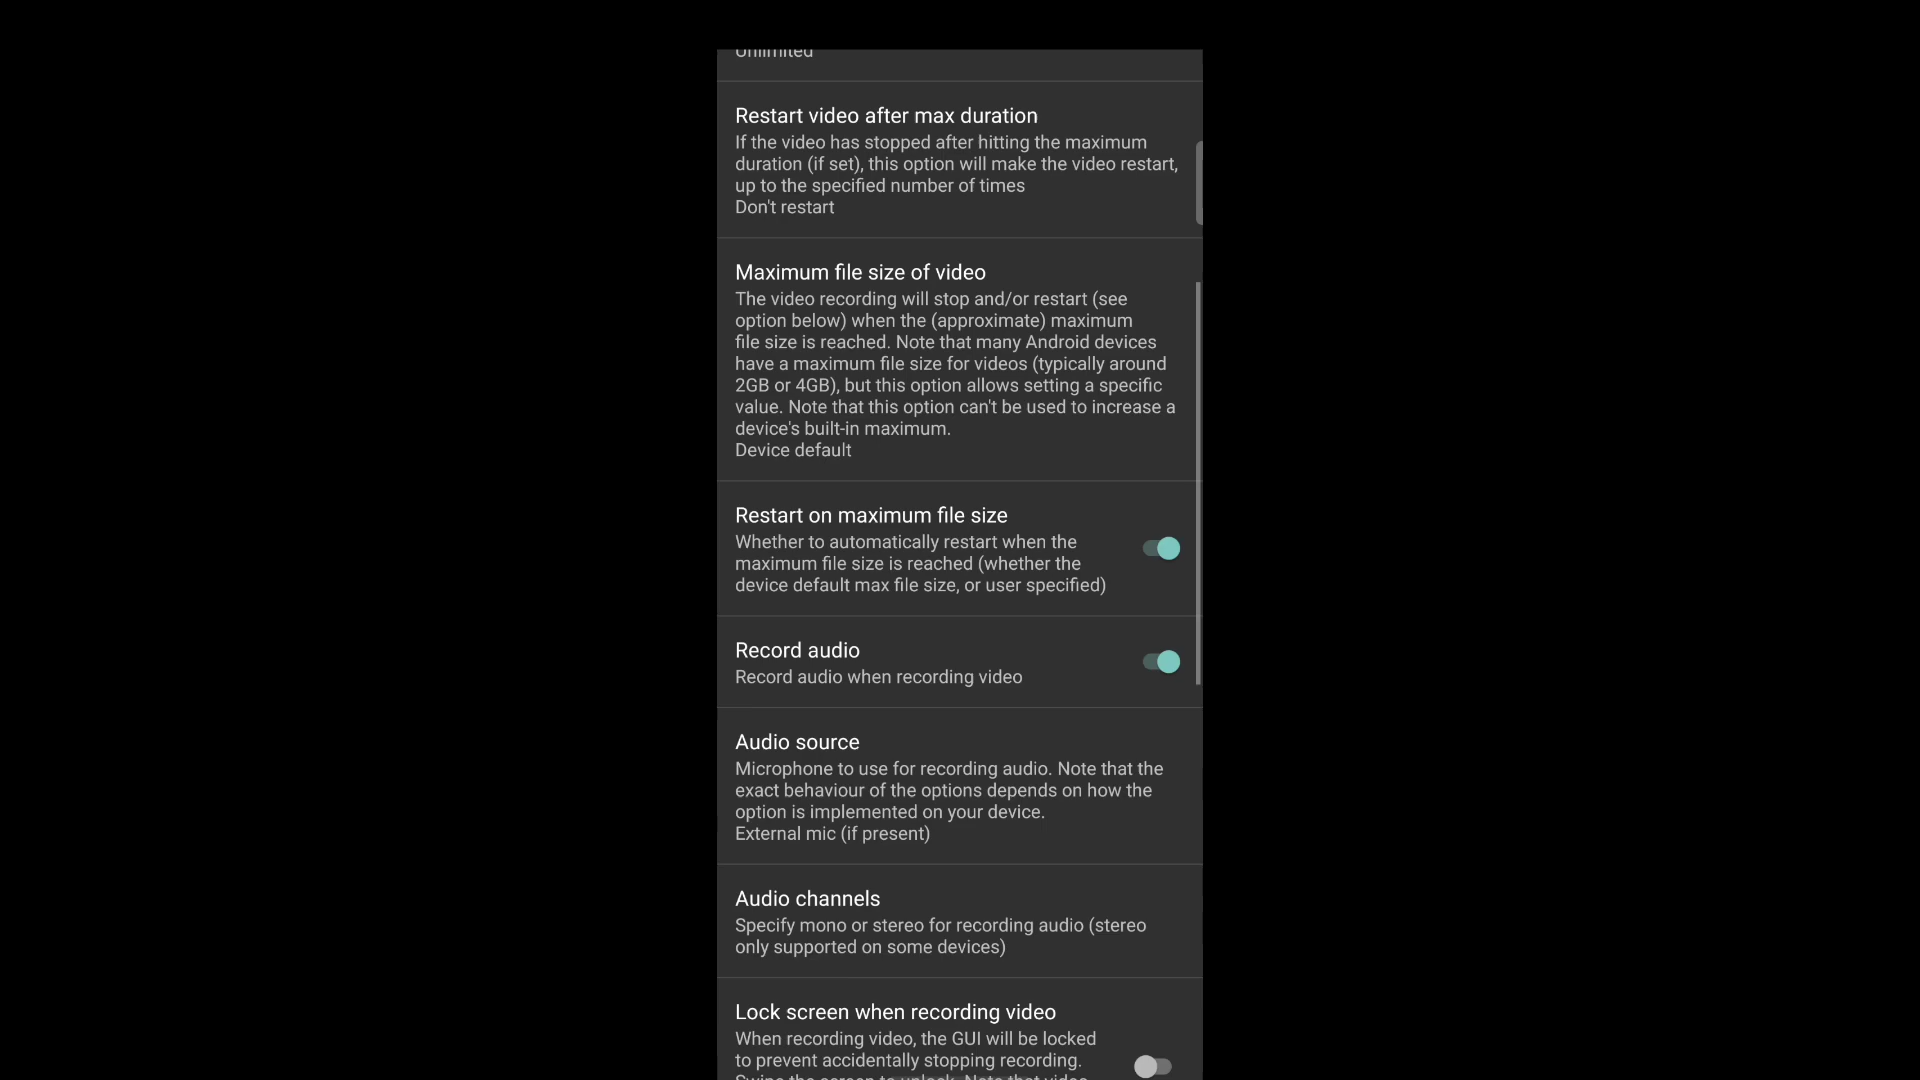 Unlimited
Restart video after max duration
If the video has stopped after hitting the maximum
duration (if set), this option will make the video restart,
up to the specified number of times
Don't restart
Maximum file size of video
The video recording will stop and/or restart (see
option below) when the (approximate) maximum
file size is reached. Note that many Android devices
have a maximum file size for videos (typically around
2GB or 4GB), but this option allows setting a specific
value. Note that this option can't be used to increase a
device's built-in maximum.
Device default
Restart on maximum file size
Whether to automatically restart when the
maximum file size is reached (whether the
device default max file size, or user specified)
Record audio
Record audio when recording video
Audio source
Microphone to use for recording audio. Note that the
exact behaviour of the options depends on how the
option is implemented on your device.
External mic (if present)
Audio channels
Specify mono or stereo for recording audio (stereo
only supported on some devices)
Lock screen when recording video
When recording video, the GUI will be locked
to prevent accidentally stopping recording.
Swipe the screen to unlock. Note that video